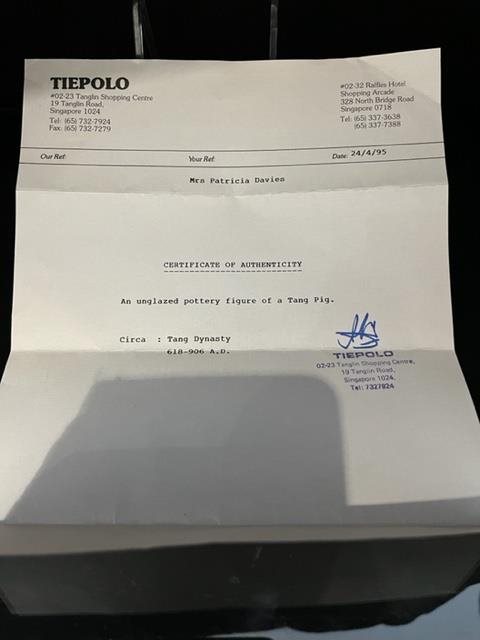 TIEPOLO
#02-23 Tanglin Shopping Centre
19 Tanglin Road,
Singapore 1024
Tel: (65) 732-7924
Fax: (65) 732-7279
#02-32 Raffles Hotel
Shopping Arcade
328 North Bridge Road
Singapore 0718
Tel: (65) 337-3638
(65) 337-7388
Our Ref: Your Ref: Date: 24/4/95
Mrs Patricia Davies
CERTIFICATE OF AUTHENTICITY
An unglazed pottery figure of a Tang Pig.
Circa : Tang Dynasty
618-906 A.D.
TIEPOLO
02-23 Tanglin Shopping Centre,
19 Tanglin Road,
Singapore 1024.
Tel: 7327924